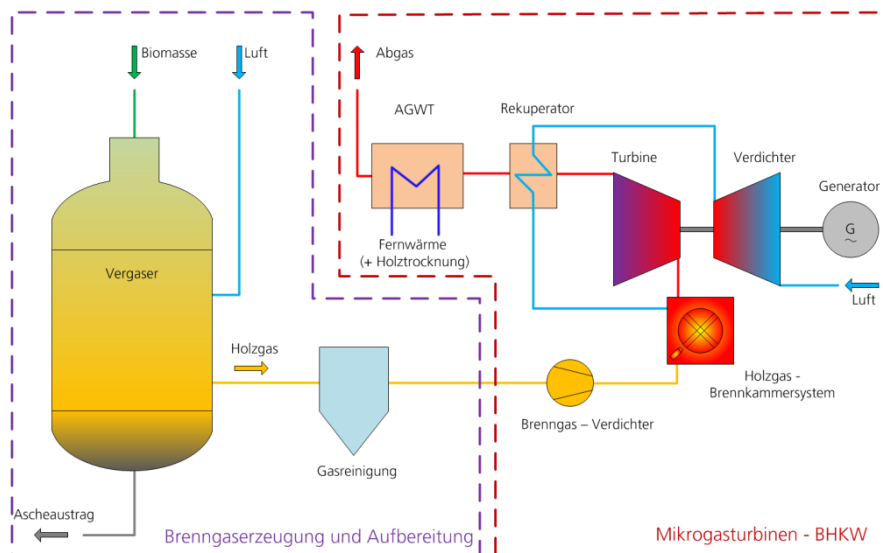 Biomasse
Luft
Abgas
AGWT
Rekuperator
Turbine
Verdichter
Generator
G
~
Fernwärme
(+ Holztrocknung)
Vergaser
Luft
Holzgas
Holzgas -
Brennkammersystem
Brenngas – Verdichter
Gasreinigung
Ascheaustrag
Brenngaserzeugung und Aufbereitung
Mikrogasturbinen - BHKW